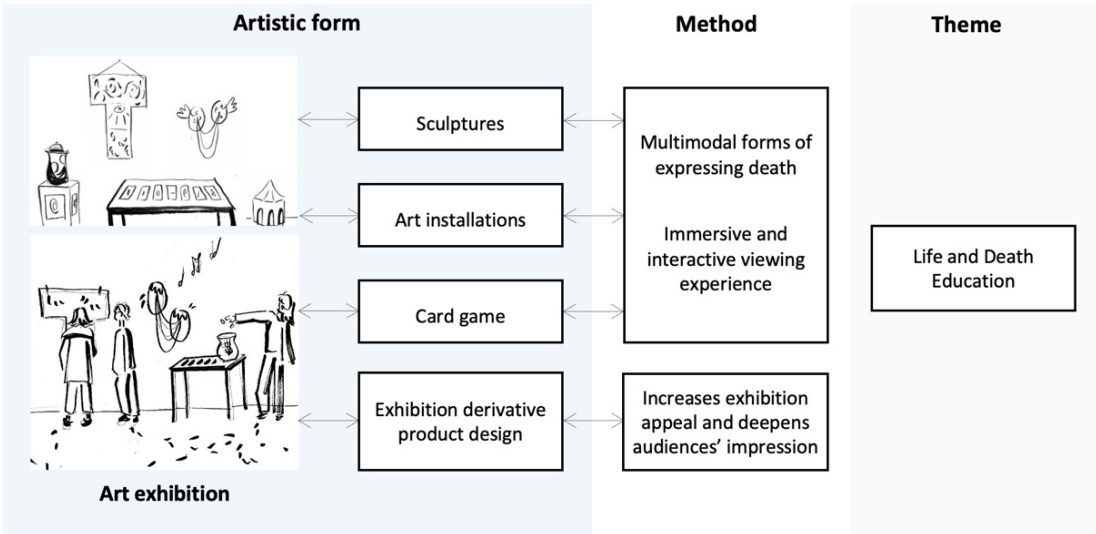 Artistic form
Method
Theme
Sculptures
Art installations
Card game
Exhibition derivative
product design
Art exhibition
Multimodal forms of
expressing death
Immersive and
interactive viewing
experience
Increases exhibition
appeal and deepens
audiences’ impression
Life and Death
Education